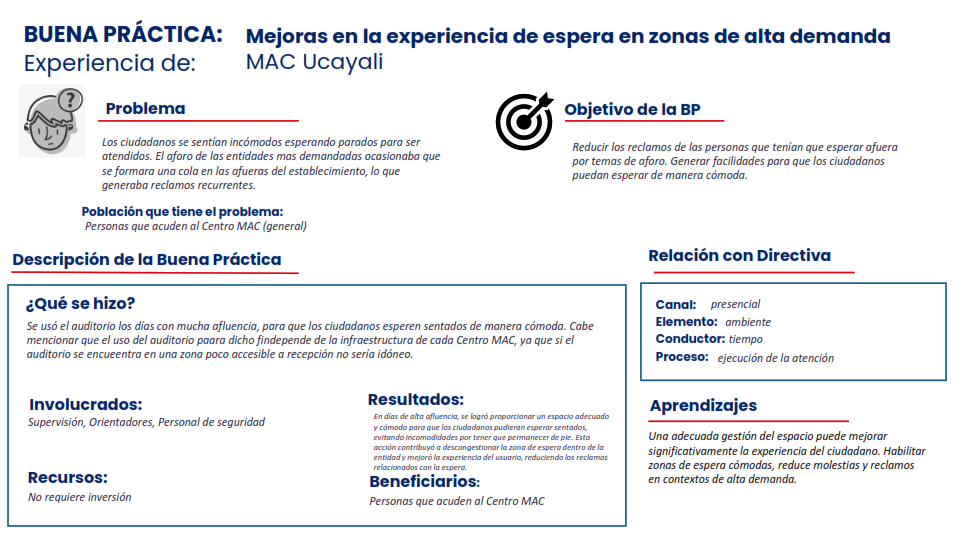 BUENA PRÁCTICA:
Experiencia de:
Mejoras en la experiencia de espera en zonas de alta demanda
MAC Ucayali
?
Problema
Los ciudadanos se sentían incómodos esperando parados para ser
atendidos. El aforo de las entidades mas demandadas ocasionaba que
se formara una cola en las afueras del establecimiento, lo que
generaba reclamos recurrentes.
Población que tiene el problema:
Personas que acuden al Centro MAC (general)
Objetivo de la BP
Reducir los reclamos de las personas que tenían que esperar afuera
por temas de aforo. Generar facilidades para que los ciudadanos
puedan esperar de manera cómoda.
Descripción de la Buena Práctica
¿Qué se hizo?
Se usó el auditorio los días con mucha afluencia, para que los ciudadanos esperen sentados de manera cómoda. Cabe
mencionar que el uso del auditorio paara dicho findepende de la infraestructura de cada Centro MAC, ya que si el
auditorio se encueentra en una zona poco accesible a recepción no sería idóneo.
Involucrados:
Supervisión, Orientadores, Personal de seguridad
Recursos:
No requiere inversión
Resultados:
En días de alta afluencia, se logró proporcionar un espacio adecuado
y cómodo para que los ciudadanos pudieran esperar sentados,
evitando incomodidades por tener que permanecer de pie. Esta
acción contribuyó a descongestionar la zona de espera dentro de la
entidad y mejoró la experiencia del usuario, reduciendo los reclamos
relacionados con la espera.
Beneficiarios:
Personas que acuden al Centro MAC
Relación con Directiva
Canal: presencial
Elemento: ambiente
Conductor: tiempo
Proceso: ejecución de la atención
Aprendizajes
Una adecuada gestión del espacio puede mejorar
significativamente la experiencia del ciudadano. Habilitar
zonas de espera cómodas, reduce molestias y reclamos
en contextos de alta demanda.